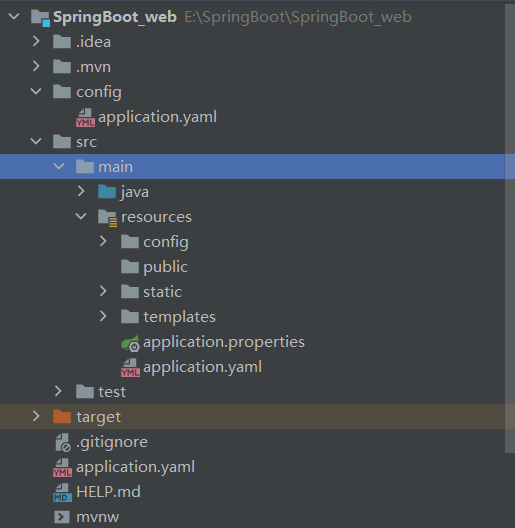 SpringBoot_web E:\SpringBoot\SpringBoot_web
.idea
.mvn
config
YML application.yaml
src
main
java
resources
config
public
static
templates
application.properties
YML application.yaml
test
target
.gitignore
YML application.yaml
MD HELP.md
mvnw